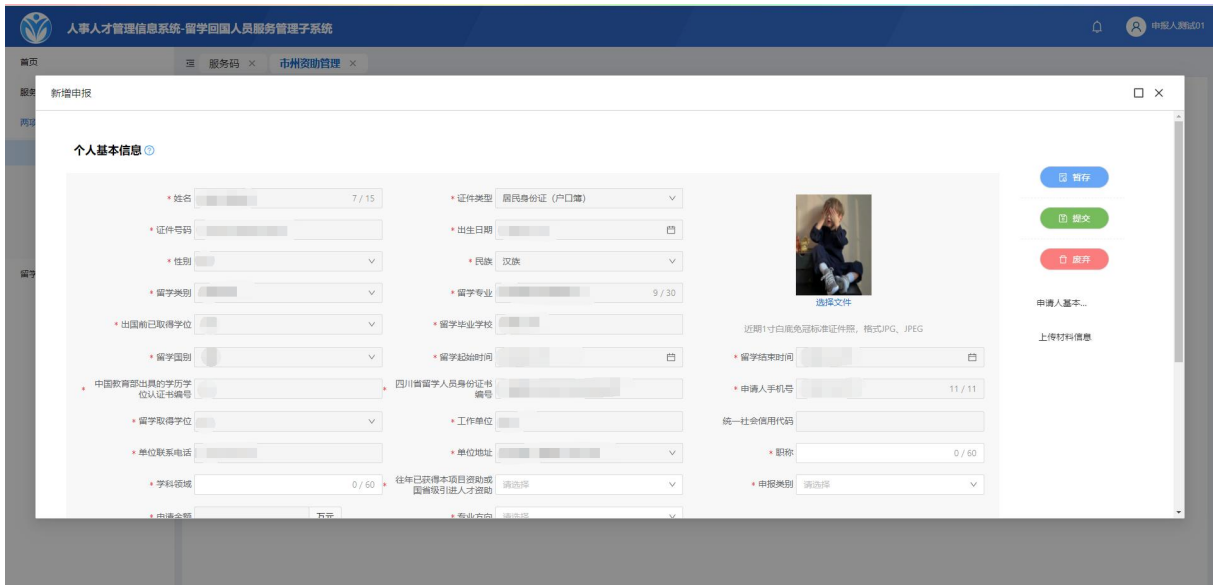 人事人才管理信息系统-留学回国人员服务管理子系统
申报人测试01
首页
服务码 ×
市州资助管理 ×
新增申报
个人基本信息
暂存
* 姓名 7 / 15
* 证件类型 居民身份证（户口簿）
提交
* 证件号码
* 出生日期
* 性别
* 民族 汉族
废弃
* 留学类别
* 留学专业 9 / 30
选择文件
申请人基本...
* 出国前已取得学位
* 留学毕业学校
近期1寸白底免冠标准证件照，格式JPG、JPEG
上传材料信息
* 留学国别
* 留学起始时间
* 留学结束时间
* 中国教育部出具的学历学位认证书编号
* 四川省留学人员身份证书编号
* 申请人手机号 11 / 11
* 留学取得学位
* 工作单位
统一社会信用代码
* 单位联系电话
* 单位地址
* 职称 0 / 60
* 学科领域 0 / 60
* 往年已获得本项目资助或国省级引进人才资助 请选择
* 申报类别 请选择
* 申请金额 万元
* 专业方向 请选择